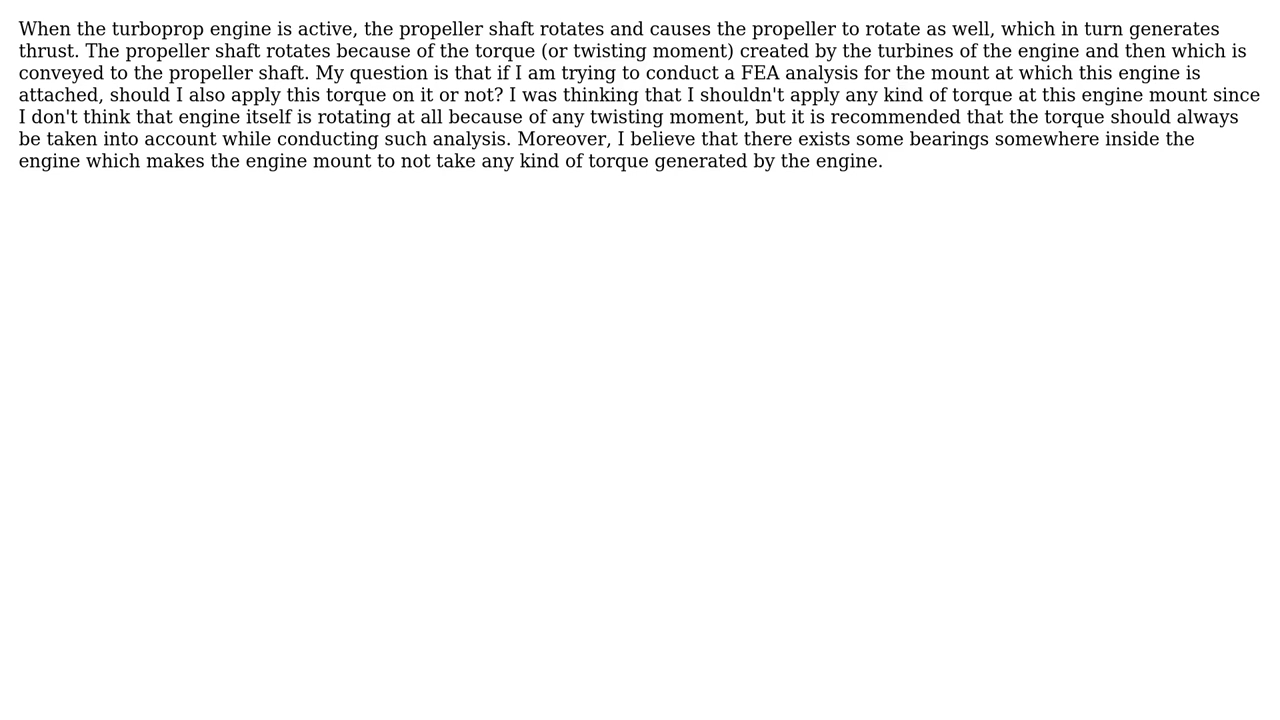 When the turboprop engine is active, the propeller shaft rotates and causes the propeller to rotate as well, which in turn generates
thrust. The propeller shaft rotates because of the torque (or twisting moment) created by the turbines of the engine and then which is
conveyed to the propeller shaft. My question is that if I am trying to conduct a FEA analysis for the mount at which this engine is
attached, should I also apply this torque on it or not? I was thinking that I shouldn't apply any kind of torque at this engine mount since
I don't think that engine itself is rotating at all because of any twisting moment, but it is recommended that the torque should always
be taken into account while conducting such analysis. Moreover, I believe that there exists some bearings somewhere inside the
engine which makes the engine mount to not take any kind of torque generated by the engine.